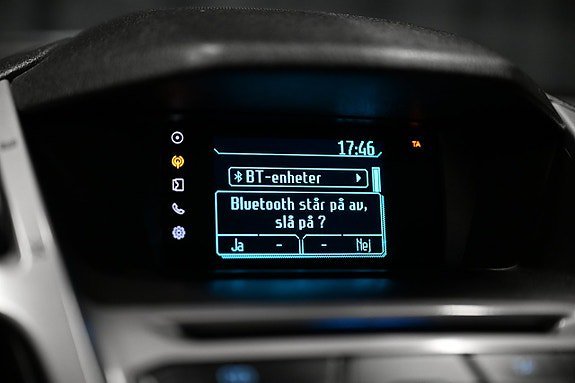 17:46
TA
BT-enheter
Bluetooth står på av,
slå på ?
Ja - - Nej